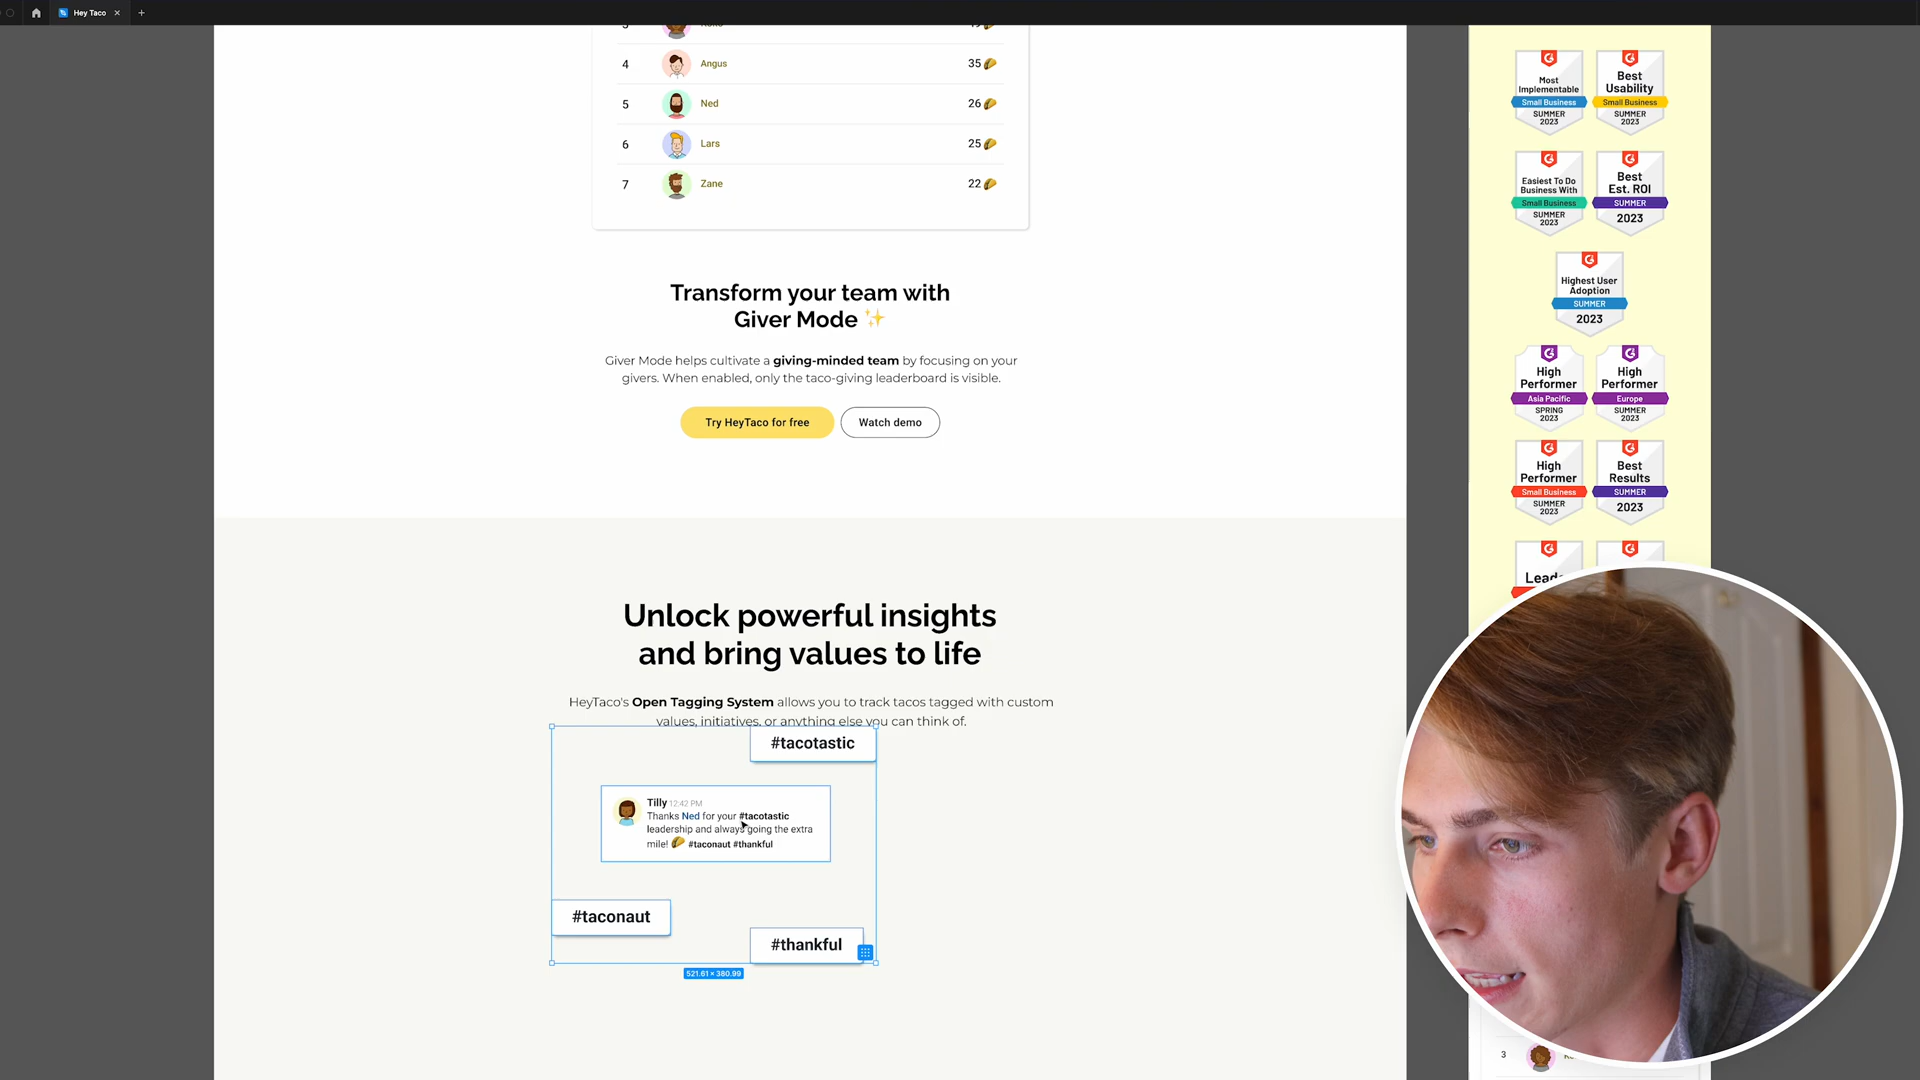 Hey Taco
4 Angus 35
5 Ned 26
6 Lars 25
7 Zane 22
Transform your team with
Giver Mode
Giver Mode helps cultivate a giving-minded team by focusing on your
givers. When enabled, only the taco-giving leaderboard is visible.
Try HeyTaco for free
Watch demo
Unlock powerful insights
and bring values to life
HeyTaco's Open Tagging System allows you to track tacos tagged with custom
values, initiatives, or anything else you can think of.
#tacotastic
Tilly 12:42 PM
Thanks Ned for your #tacotastic
leadership and always going the extra
mile! #taconaut #thankful
#taconaut
#thankful
521.61 × 380.99
Most
Implementable
Small Business
SUMMER
2023
Best
Usability
Small Business
SUMMER
2023
Easiest To Do
Business With
Small Business
SUMMER
2023
Best
Est. ROI
SUMMER
2023
Highest User
Adoption
SUMMER
2023
High
Performer
Asia Pacific
SPRING
2023
High
Performer
Europe
SUMMER
2023
High
Performer
Small Business
SUMMER
2023
Best
Results
SUMMER
2023
3